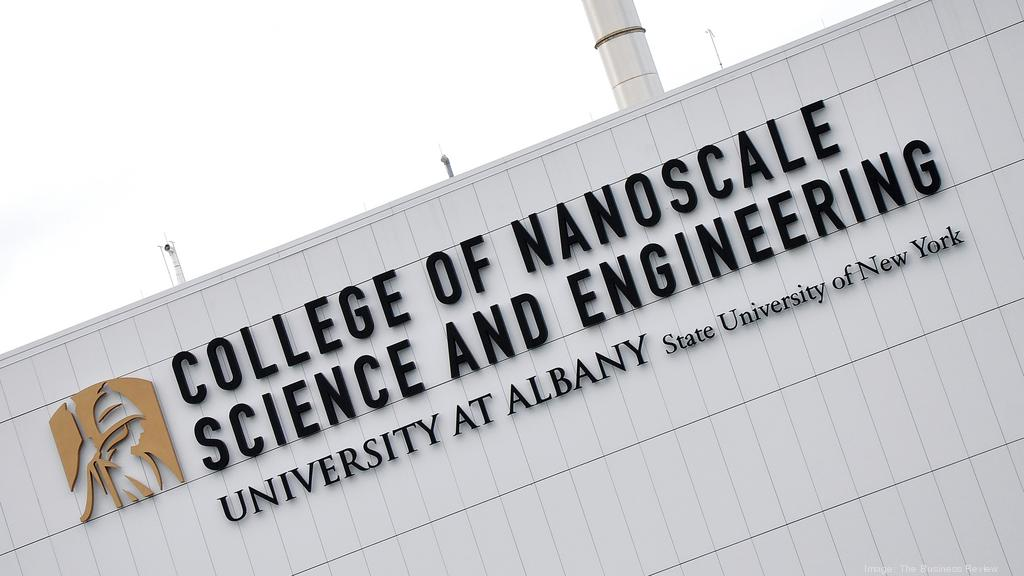 COLLEGE OF NANOSCALE
SCIENCE AND ENGINEERING
UNIVERSITY AT ALBANY State University of New York
Image: The Business Review